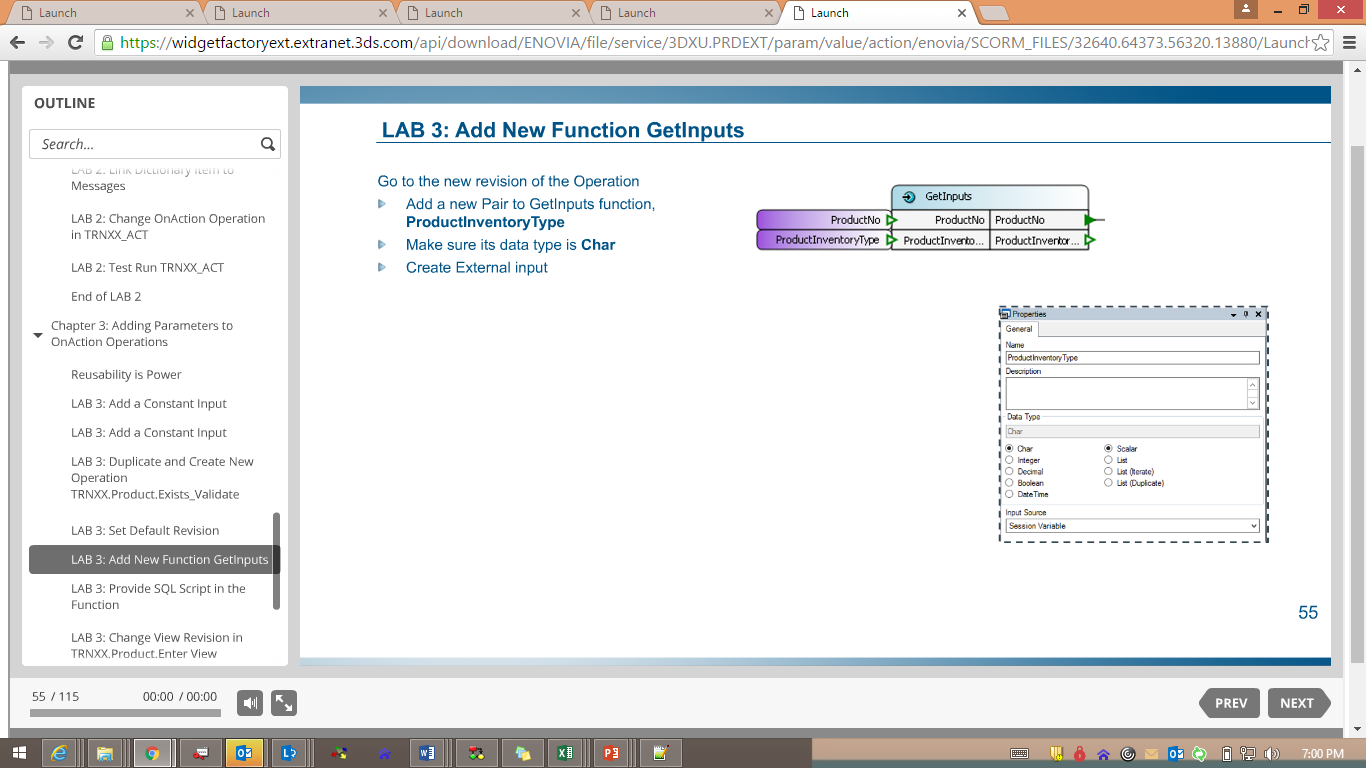 Launch
Launch
Launch
Launch
Launch
https://widgetfactoryext.extranet.3ds.com/api/download/ENOVIA/file/service/3DXU.PRDEXT/param/value/action/enovia/SCORM_FILES/32640.64373.56320.13880/Launch
OUTLINE
Search...
LAB 2: Link Dictionary Item to
Messages
LAB 2: Change OnAction Operation
in TRNXX_ACT
LAB 2: Test Run TRNXX_ACT
End of LAB 2
Chapter 3: Adding Parameters to
OnAction Operations
Reusability is Power
LAB 3: Add a Constant Input
LAB 3: Add a Constant Input
LAB 3: Duplicate and Create New
Operation
TRNXX.Product.Exists_Validate
LAB 3: Set Default Revision
LAB 3: Add New Function GetInputs
LAB 3: Provide SQL Script in the
Function
LAB 3: Change View Revision in
TRNXX.Product.Enter View
LAB 3: Add New Function GetInputs
Go to the new revision of the Operation
Add a new Pair to GetInputs function,
ProductInventoryType
Make sure its data type is Char
Create External input
GetInputs
ProductNo ProductNo ProductNo
ProductInventoryType ProductInvento... ProductInventor...
Properties
General
Name
ProductInventoryType
Description
Data Type
Char
Char Scalar
Integer List
Decimal List (Iterate)
Boolean List (Duplicate)
DateTime
Input Source
Session Variable
55
55 / 115 00:00 / 00:00
PREV NEXT
7:00 PM